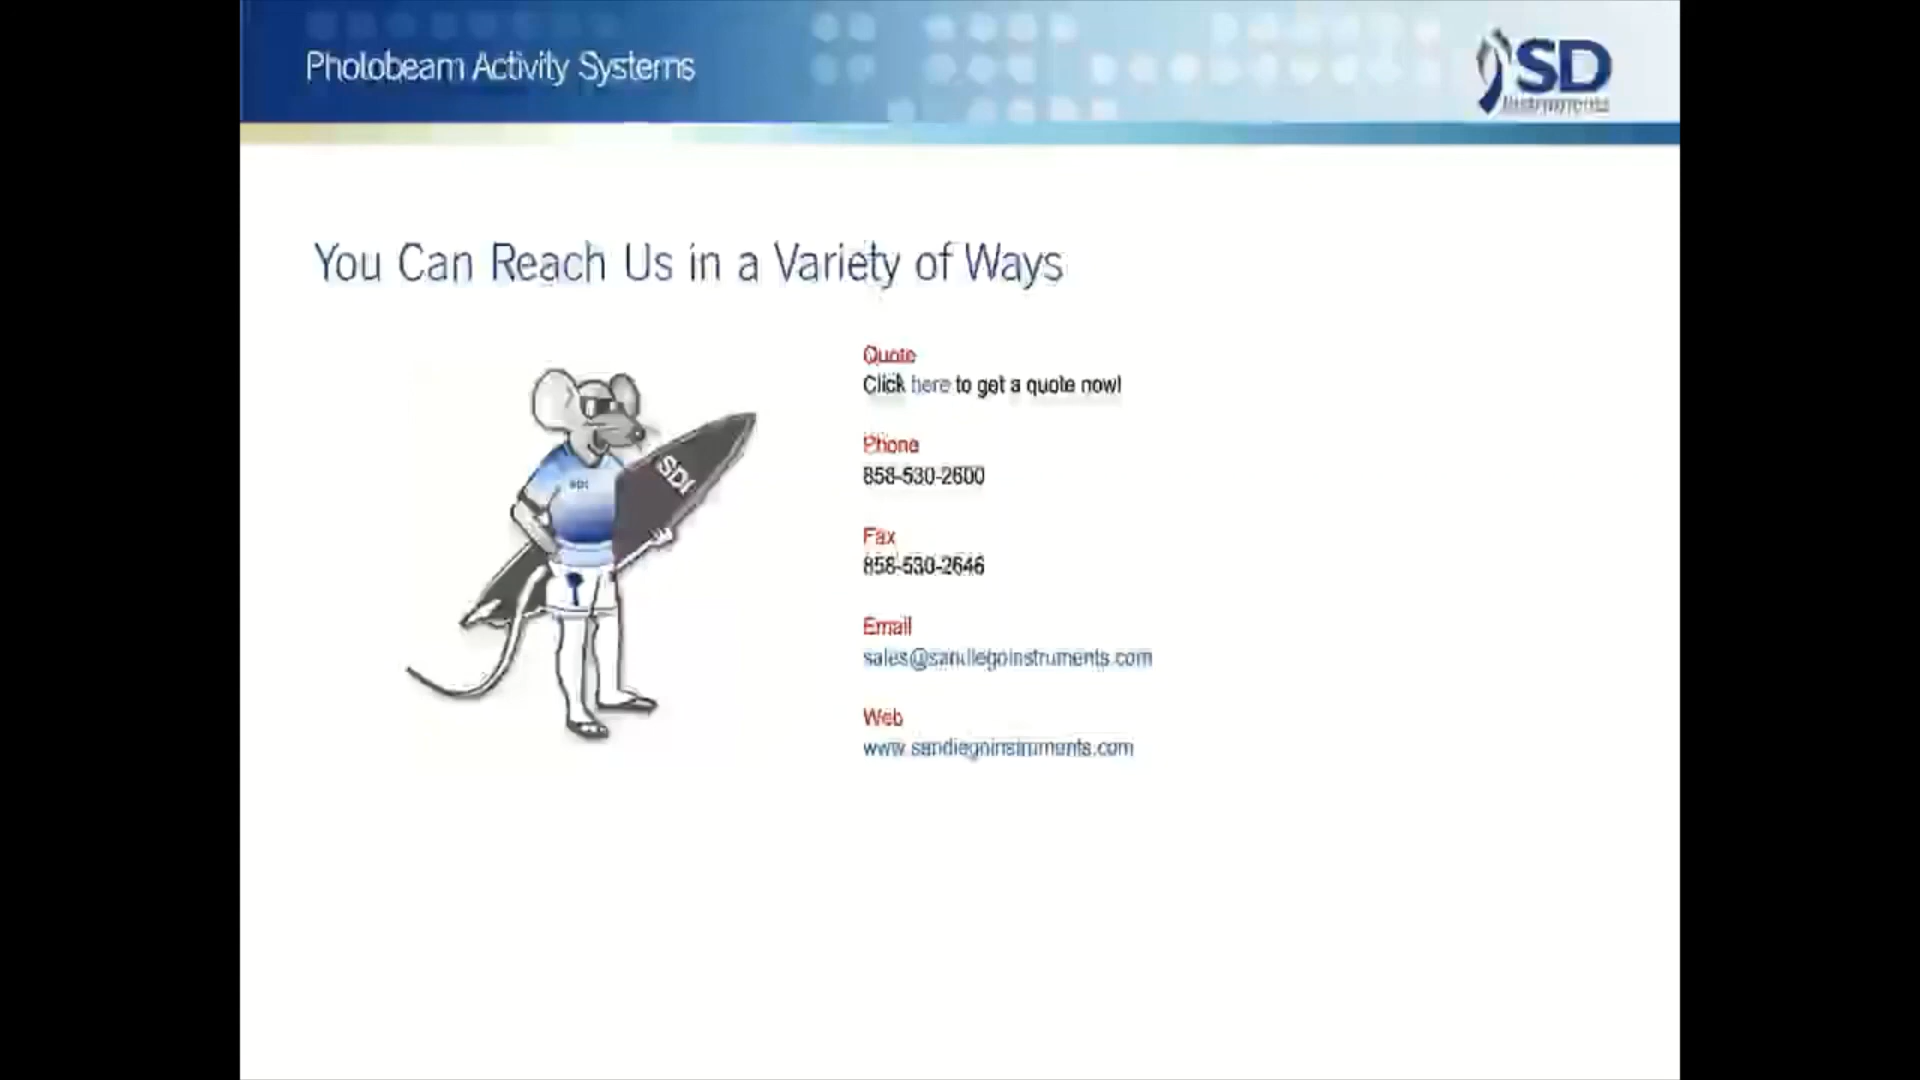 Photobeam Activity Systems
SD
Instruments
You Can Reach Us in a Variety of Ways
Quote
Click here to get a quote now!
Phone
858-530-2600
Fax
858-530-2646
Email
sales@sandiegoinstruments.com
Web
www.sandiegoinstruments.com
SDI
SDI